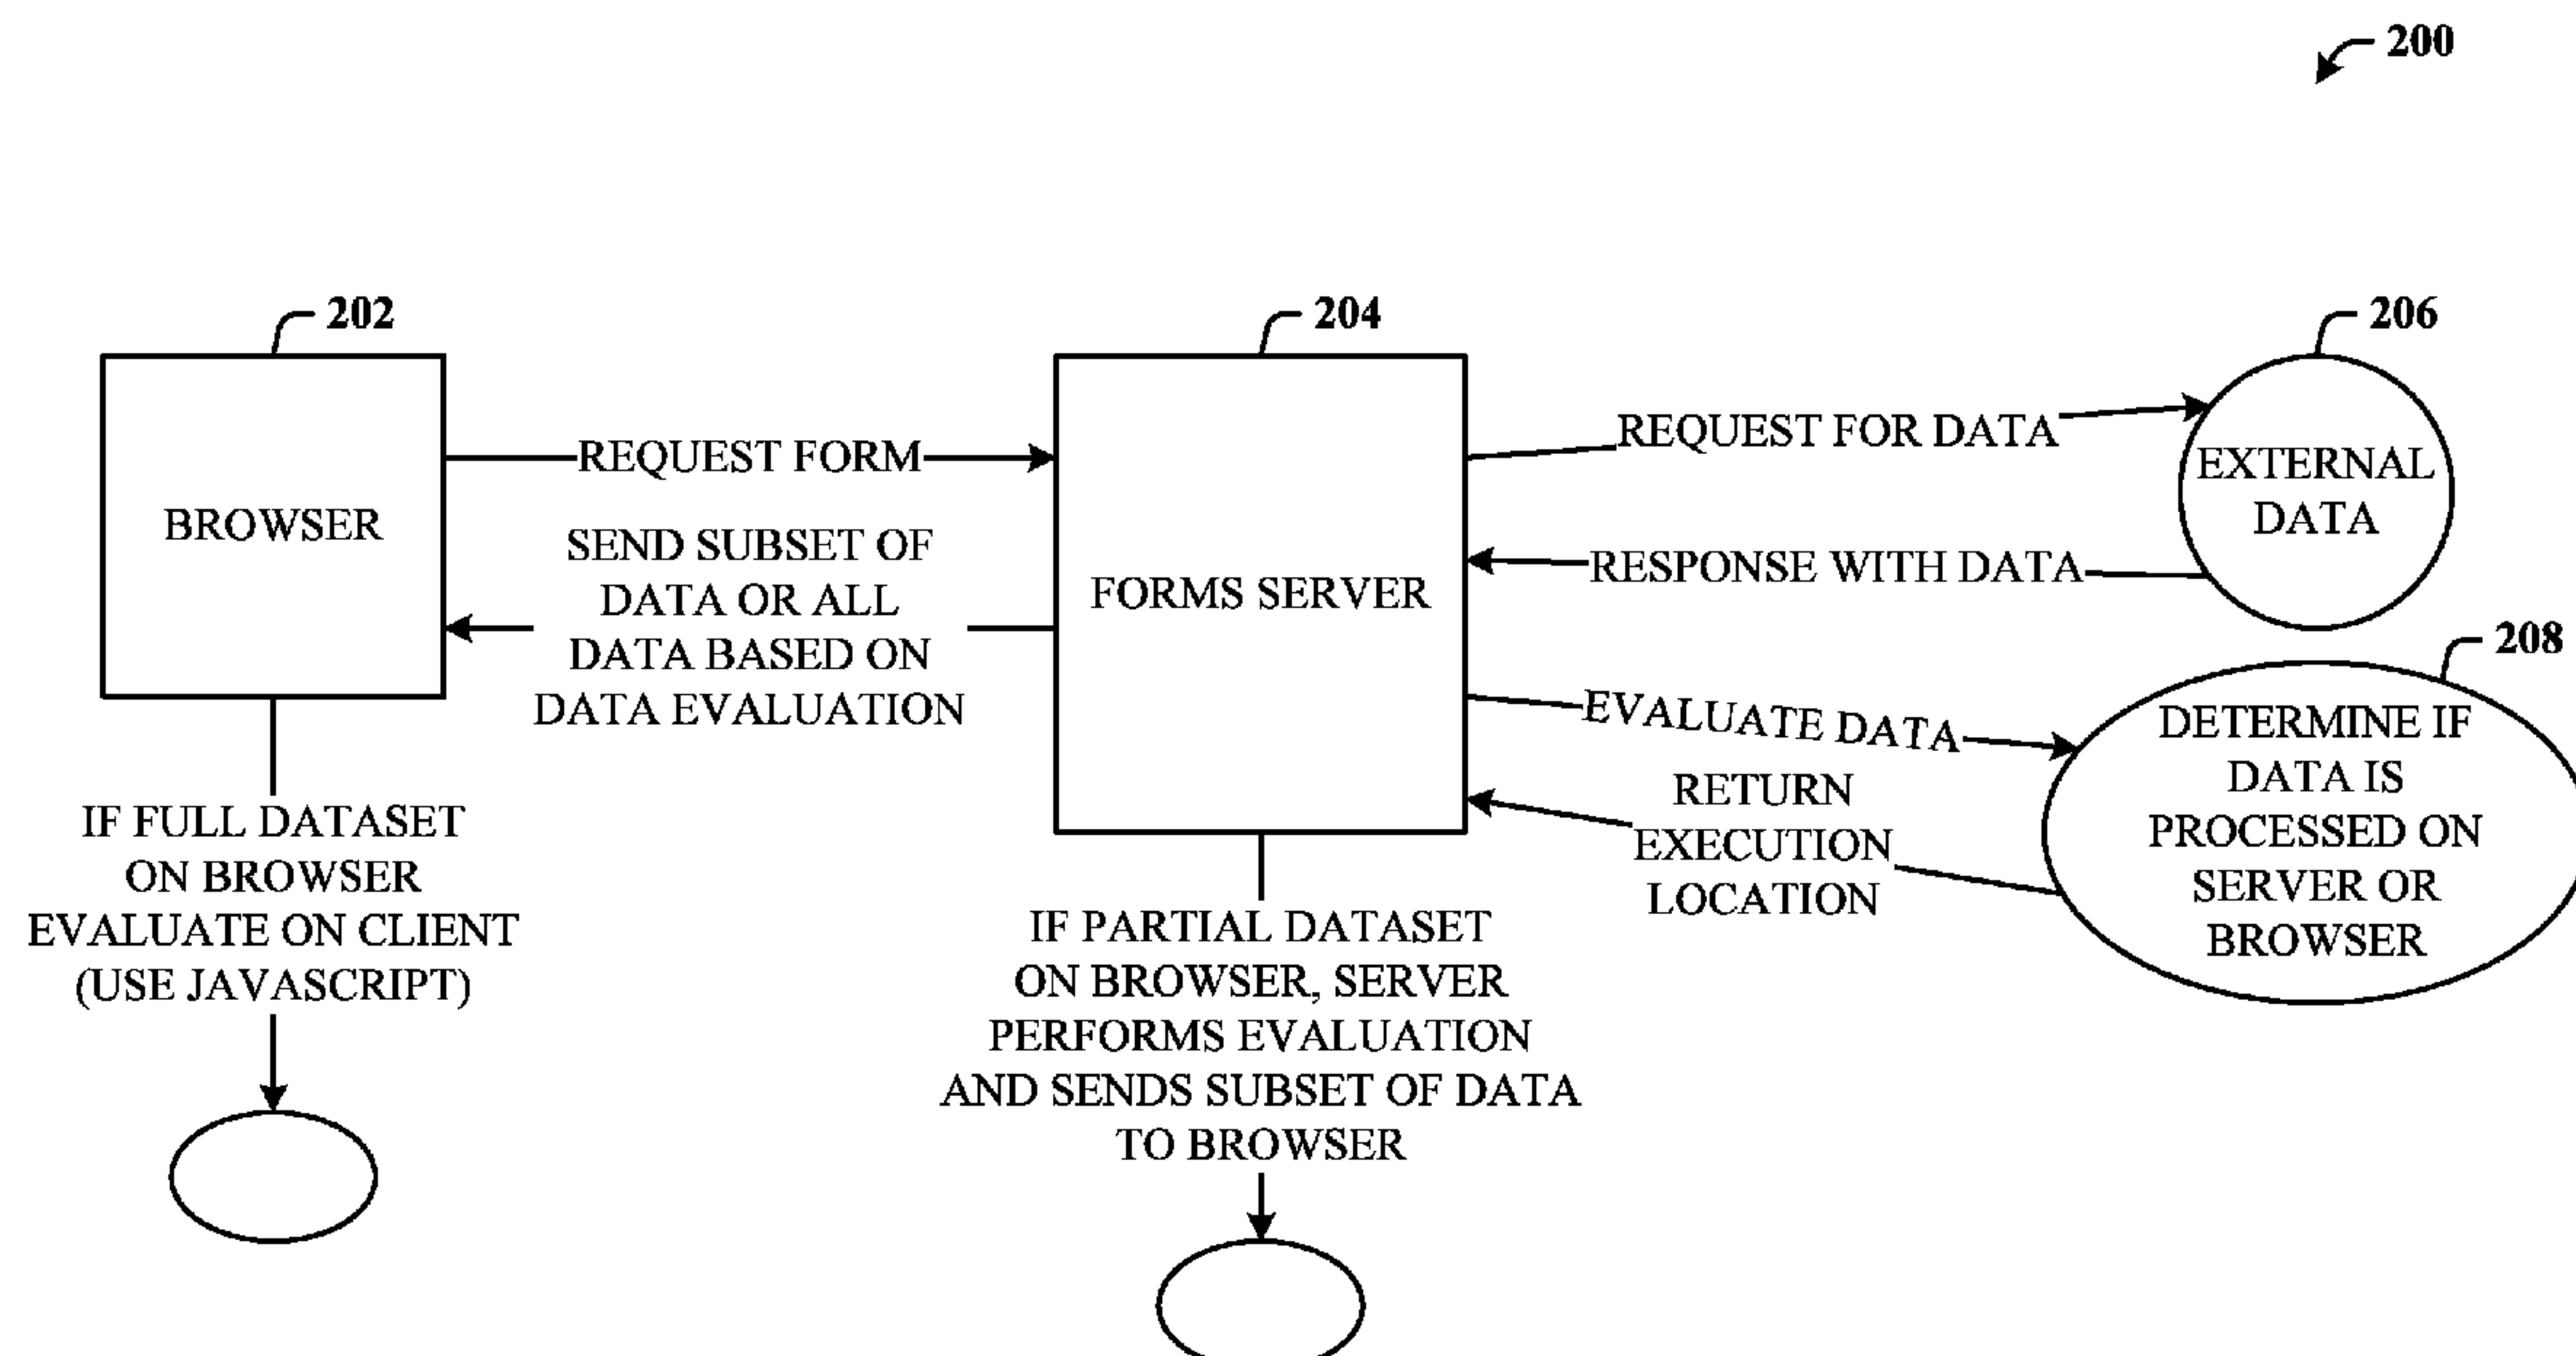 200
202
204
206
BROWSER
REQUEST FORM
SEND SUBSET OF
DATA OR ALL
DATA BASED ON
DATA EVALUATION
FORMS SERVER
REQUEST FOR DATA
RESPONSE WITH DATA
EXTERNAL
DATA
208
EVALUATE DATA
RETURN
EXECUTION
LOCATION
DETERMINE IF
DATA IS
PROCESSED ON
SERVER OR
BROWSER
IF FULL DATASET
ON BROWSER
EVALUATE ON CLIENT
(USE JAVASCRIPT)
IF PARTIAL DATASET
ON BROWSER, SERVER
PERFORMS EVALUATION
AND SENDS SUBSET OF DATA
TO BROWSER